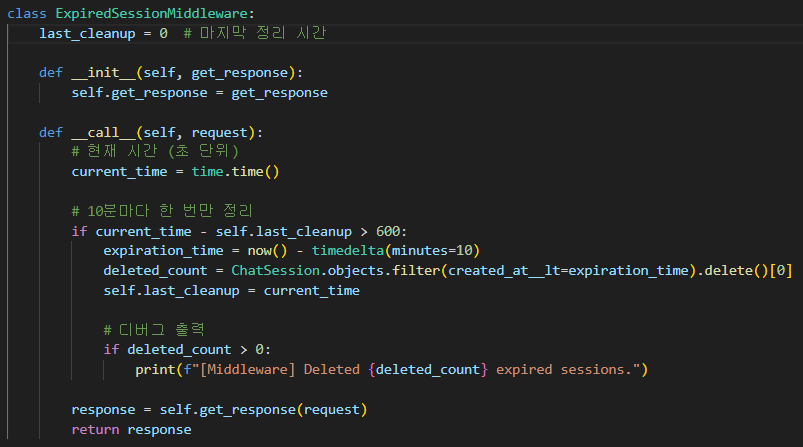 class ExpiredSessionMiddleware:
    last_cleanup = 0  # 마지막 정리 시간
    def __init__(self, get_response):
        self.get_response = get_response
    def __call__(self, request):
        # 현재 시간 (초 단위)
        current_time = time.time()
        # 10분마다 한 번만 정리
        if current_time - self.last_cleanup > 600:
            expiration_time = now() - timedelta(minutes=10)
            deleted_count = ChatSession.objects.filter(created_at__lt=expiration_time).delete()[0]
            self.last_cleanup = current_time
            # 디버그 출력
            if deleted_count > 0:
                print(f"[Middleware] Deleted {deleted_count} expired sessions.")
        response = self.get_response(request)
        return response